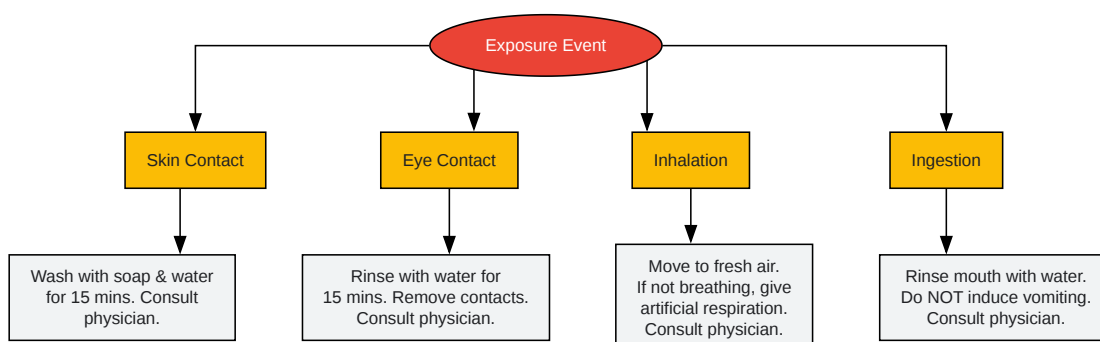 Exposure Event
Skin Contact
Eye Contact
Inhalation
Ingestion
Wash with soap & water
for 15 mins. Consult
physician.
Rinse with water for
15 mins. Remove contacts.
Consult physician.
Move to fresh air.
If not breathing, give
artificial respiration.
Consult physician.
Rinse mouth with water.
Do NOT induce vomiting.
Consult physician.